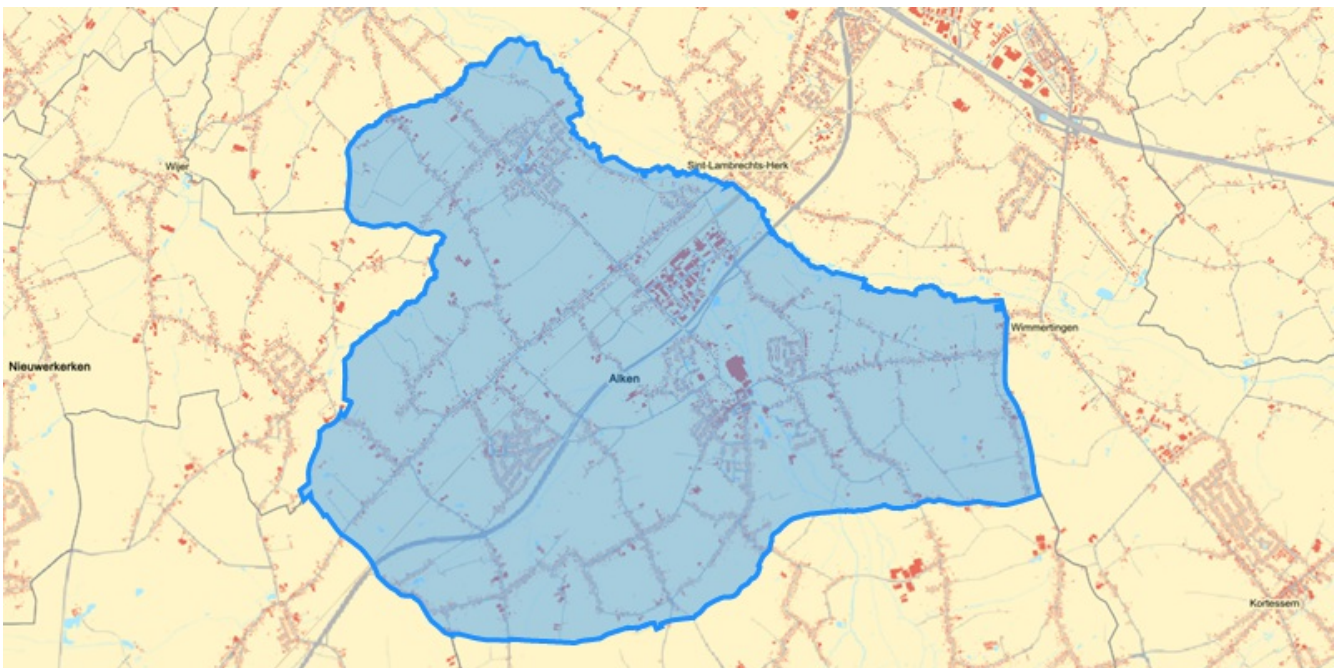 Sint-Lambrechts-Herk
Wijer
Wimmertingen
Nieuwerkerken
Alken
Kortessem